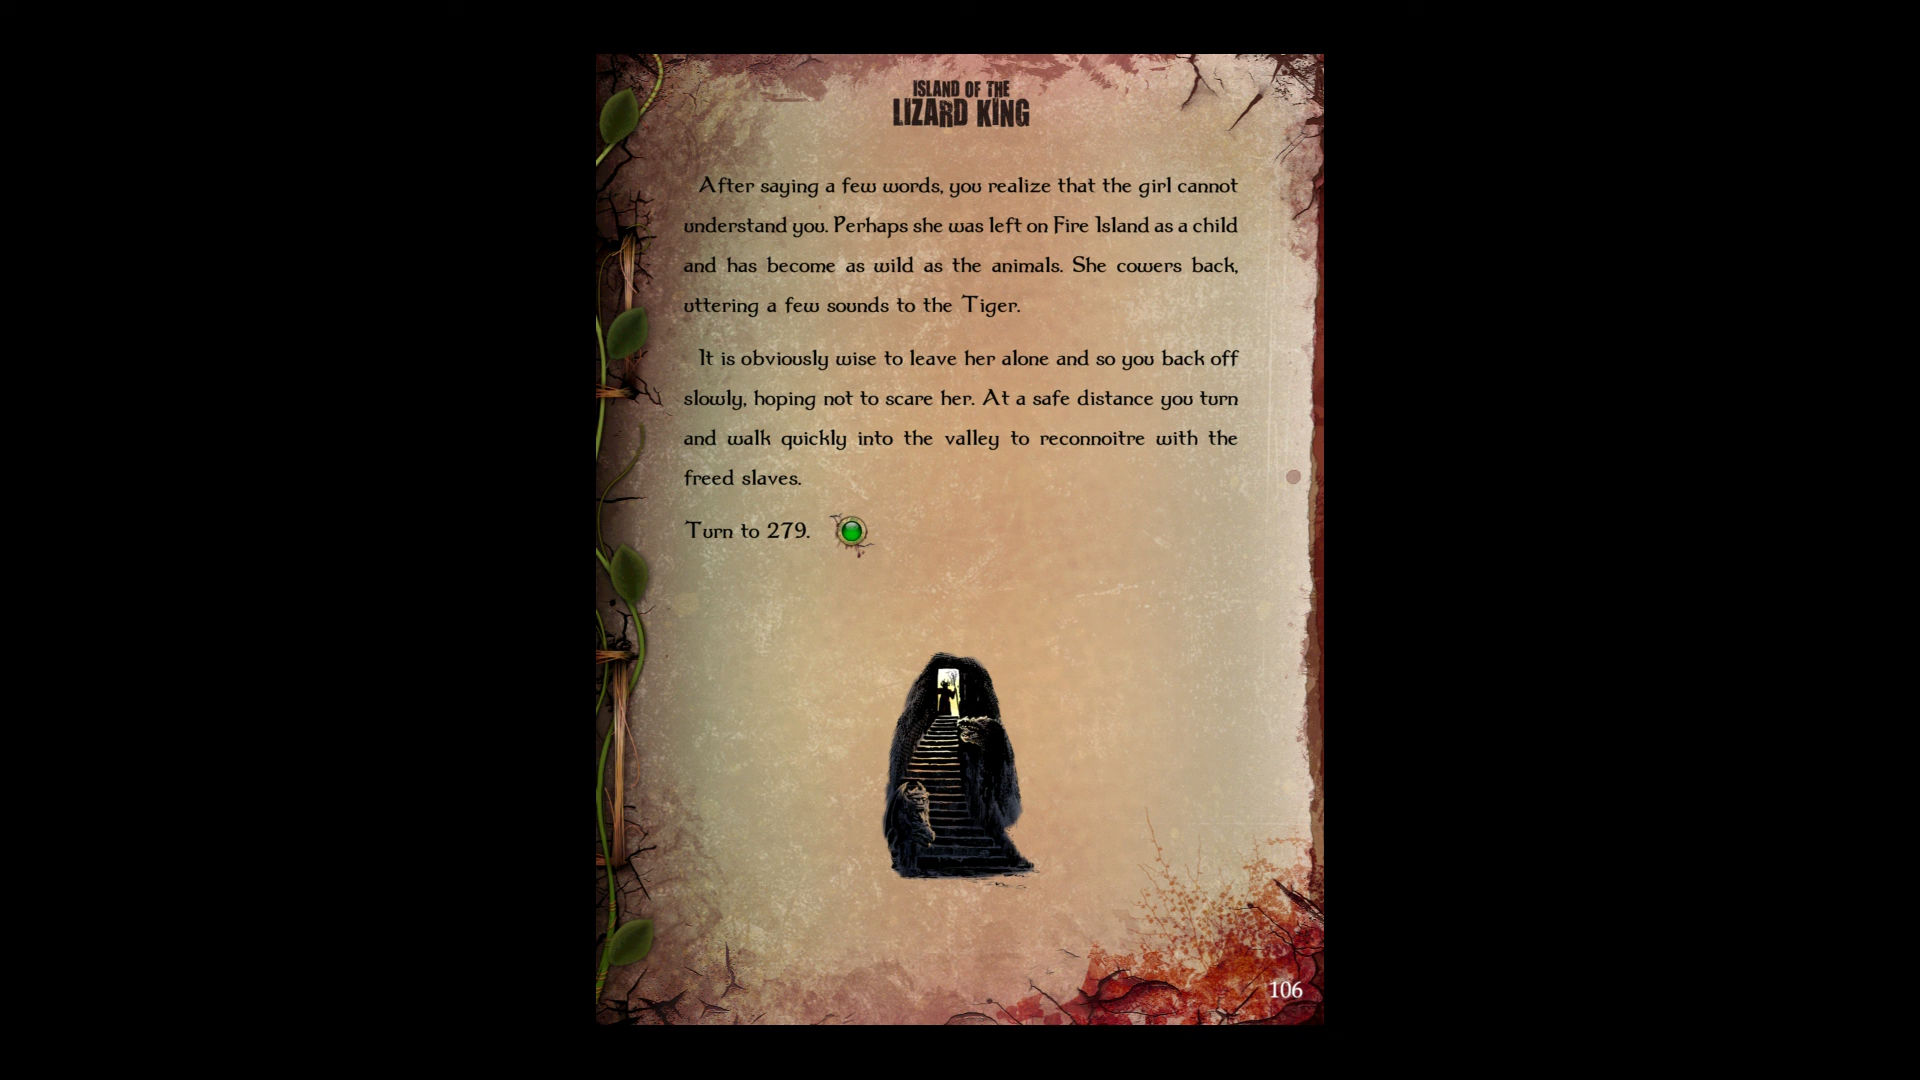 ISLAND OF THE
LIZARD KING
After saying a few words, you realize that the girl cannot
understand you. Perhaps she was left on Fire Island as a child
and has become as wild as the animals. She cowers back,
uttering a few sounds to the Tiger.
It is obviously wise to leave her alone and so you back off
slowly, hoping not to scare her. At a safe distance you turn
and walk quickly into the valley to reconnoitre with the
freed slaves.
Turn to 279.
106